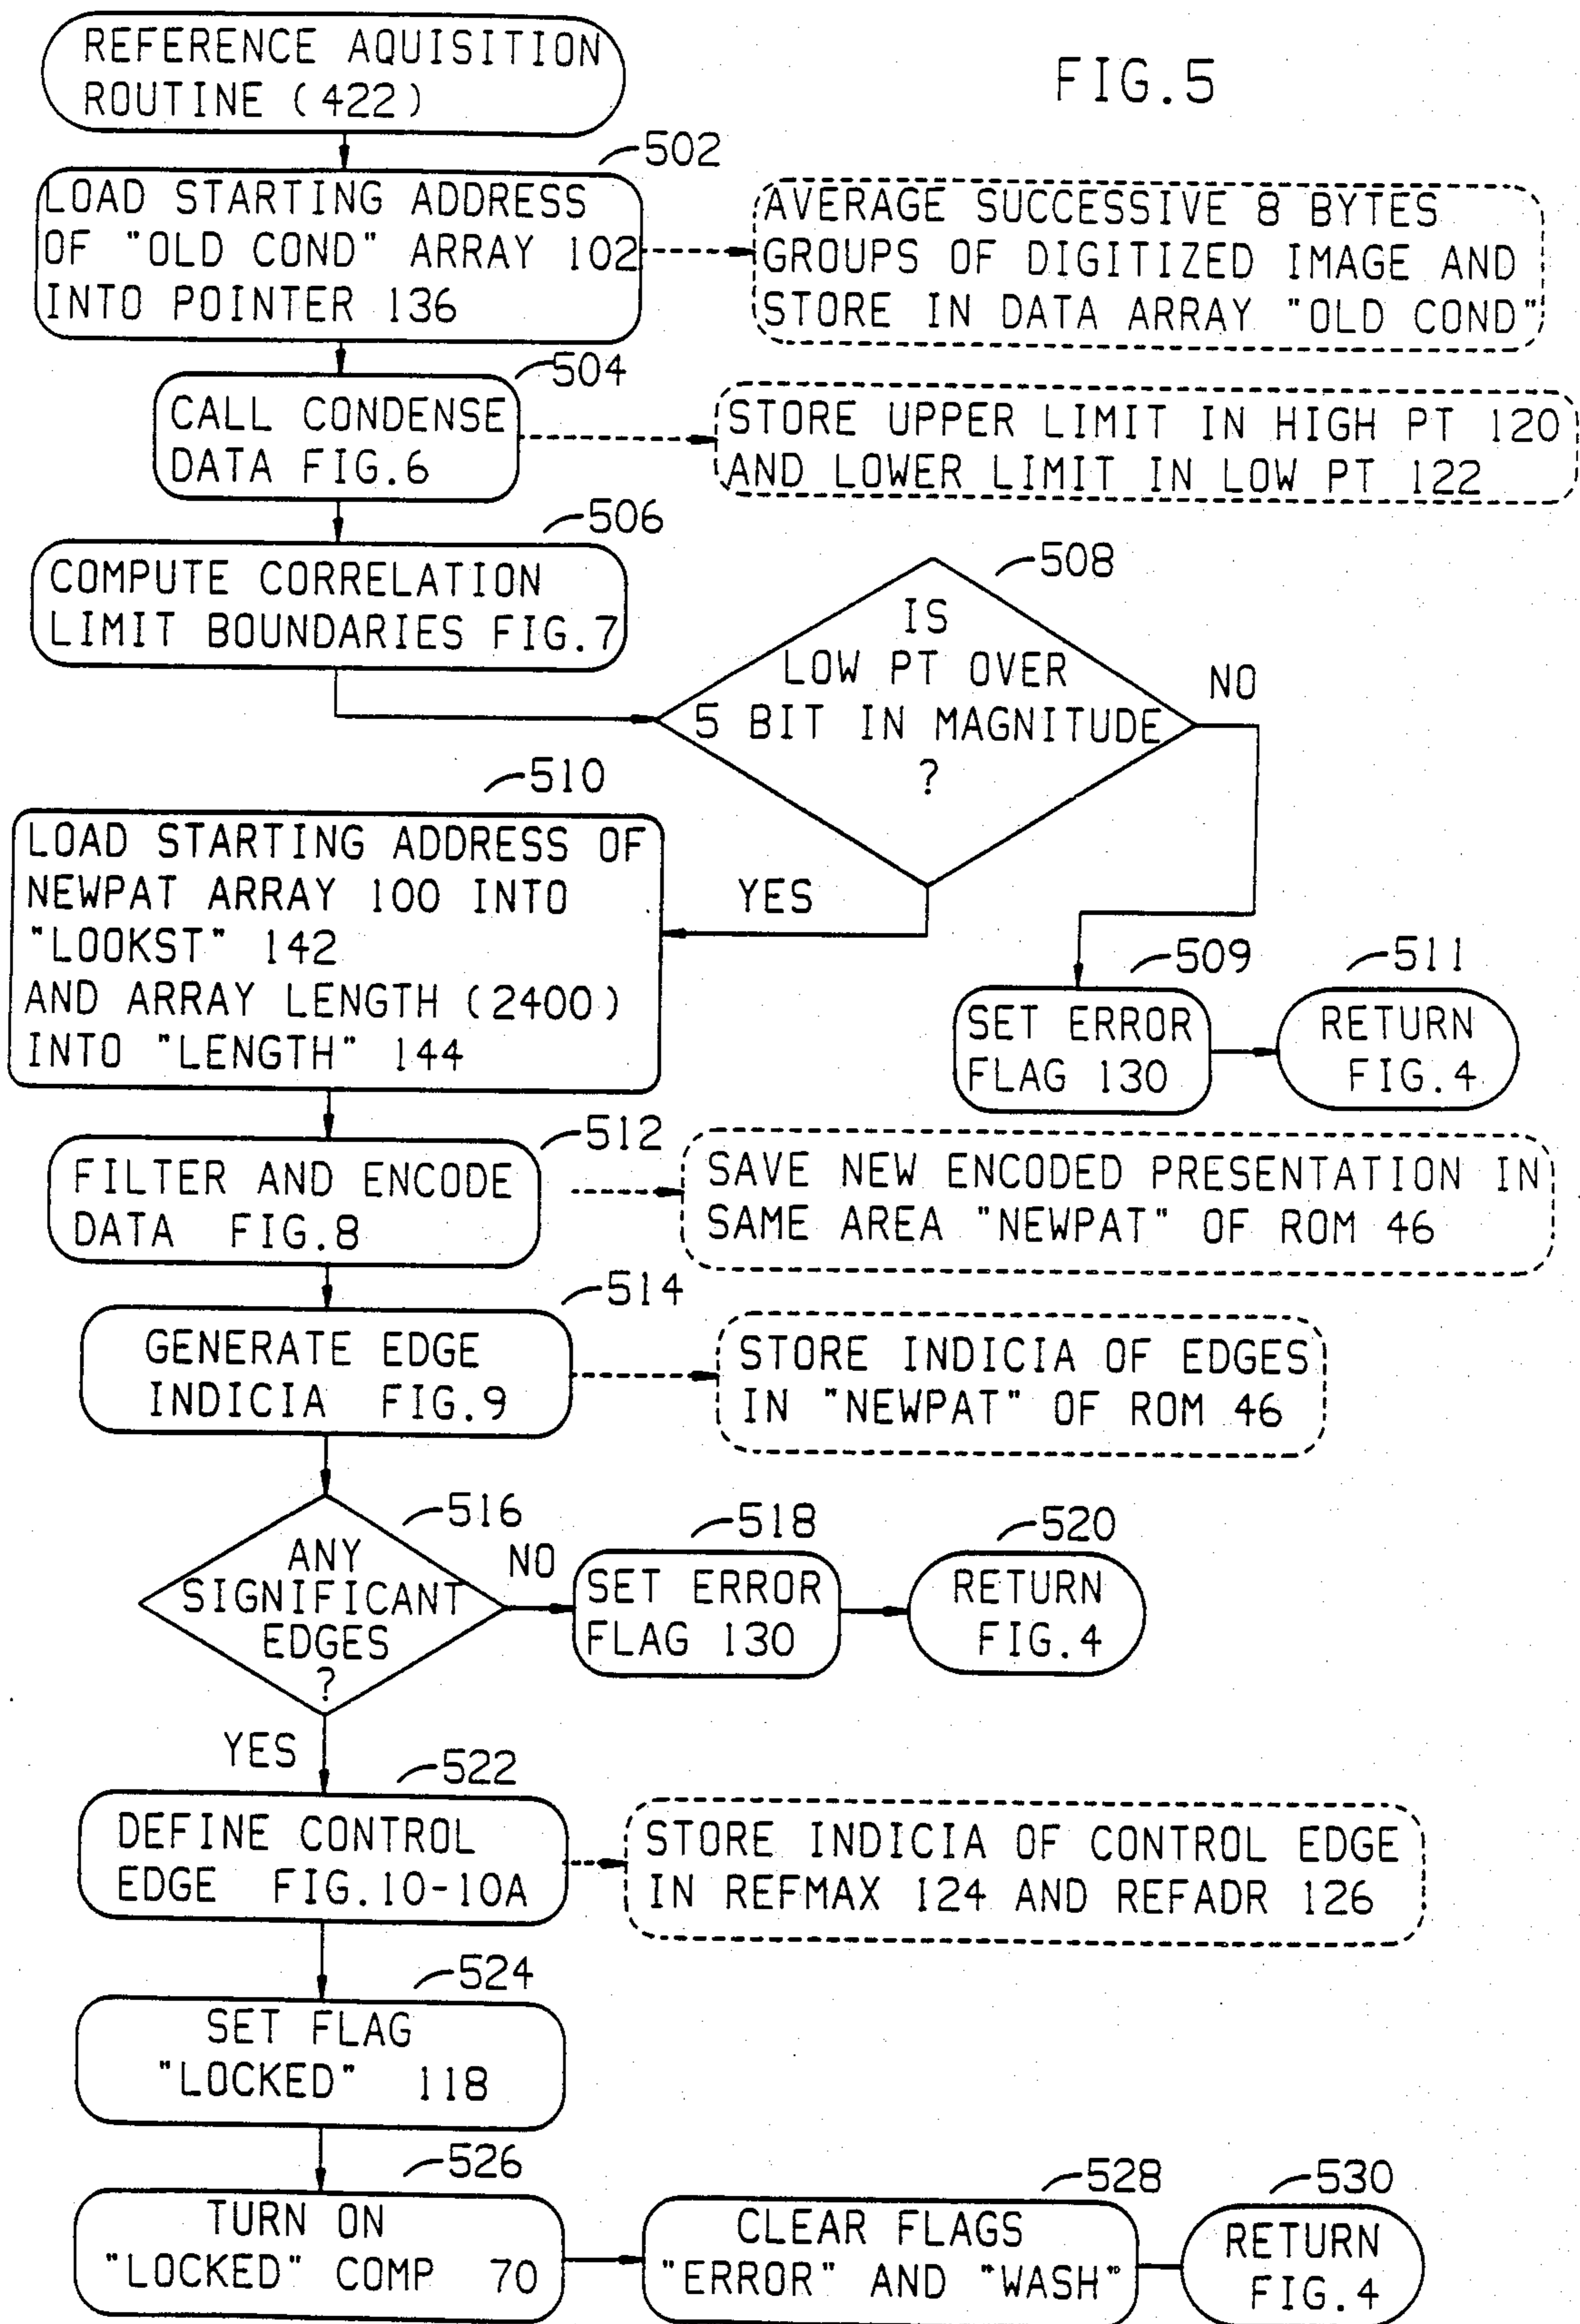 REFERENCE AQUISITION
ROUTINE (422)
FIG.5
502
LOAD STARTING ADDRESS
OF "OLD COND" ARRAY 102
INTO POINTER 136
AVERAGE SUCCESSIVE 8 BYTES
GROUPS OF DIGITIZED IMAGE AND
STORE IN DATA ARRAY "OLD COND"
504
CALL CONDENSE
DATA FIG.6
STORE UPPER LIMIT IN HIGH PT 120
AND LOWER LIMIT IN LOW PT 122
506
COMPUTE CORRELATION
LIMIT BOUNDARIES FIG.7
508
IS
LOW PT OVER
5 BIT IN MAGNITUDE
?
NO
YES
510
LOAD STARTING ADDRESS OF
NEWPAT ARRAY 100 INTO
"LOOKST" 142
AND ARRAY LENGTH (2400)
INTO "LENGTH" 144
509
SET ERROR
FLAG 130
511
RETURN
FIG.4
512
FILTER AND ENCODE
DATA FIG.8
SAVE NEW ENCODED PRESENTATION IN
SAME AREA "NEWPAT" OF ROM 46
514
GENERATE EDGE
INDICIA FIG.9
STORE INDICIA OF EDGES
IN "NEWPAT" OF ROM 46
516
ANY
SIGNIFICANT
EDGES
?
NO
518
SET ERROR
FLAG 130
520
RETURN
FIG.4
YES
522
DEFINE CONTROL
EDGE FIG.10-10A
STORE INDICIA OF CONTROL EDGE
IN REFMAX 124 AND REFADR 126
524
SET FLAG
"LOCKED" 118
526
TURN ON
"LOCKED" COMP 70
528
CLEAR FLAGS
"ERROR" AND "WASH"
530
RETURN
FIG.4